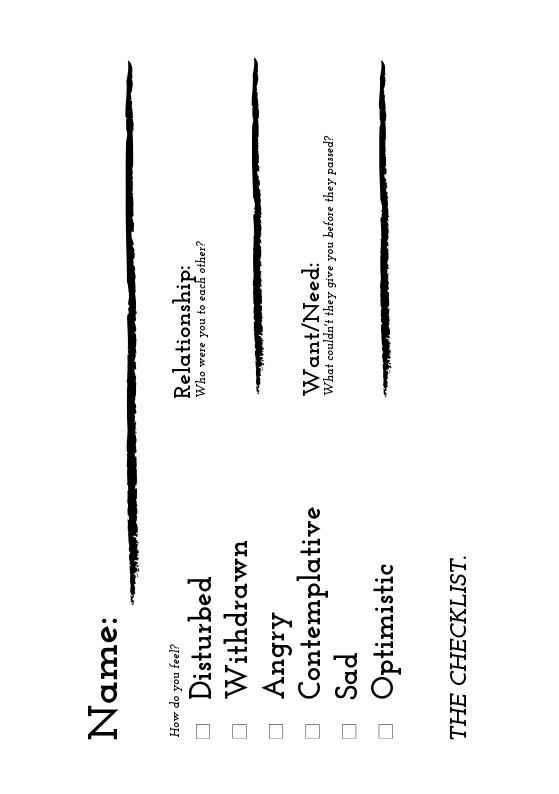 Name:
How do you feel?
Disturbed
Withdrawn
Angry
Contemplative
Sad
Optimistic
Relationship:
Who were you to each other?
Want/Need:
What couldn't they give you before they passed?
THE CHECKLIST.